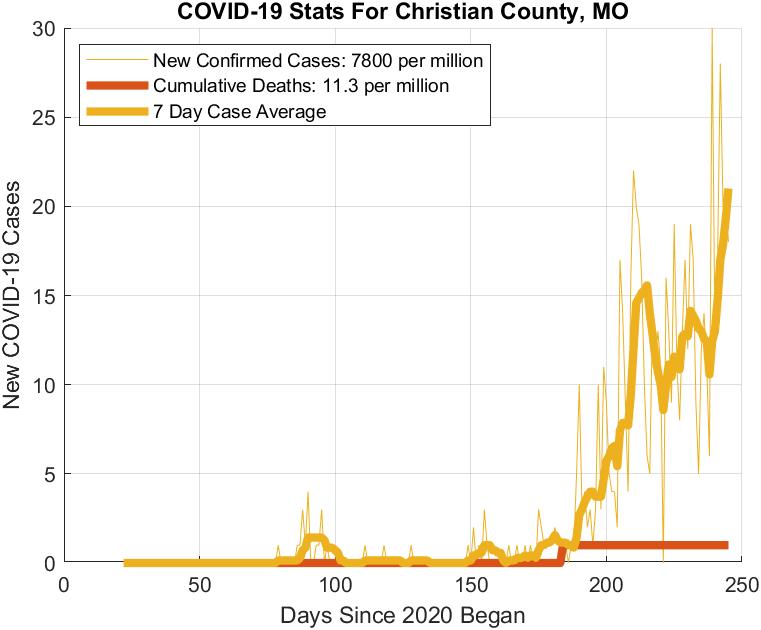 COVID-19 Stats For Christian County, MO
New Confirmed Cases: 7800 per million
Cumulative Deaths: 11.3 per million
7 Day Case Average
New COVID-19 Cases
30
25
20
15
10
5
0
0 50 100 150 200 250
Days Since 2020 Began